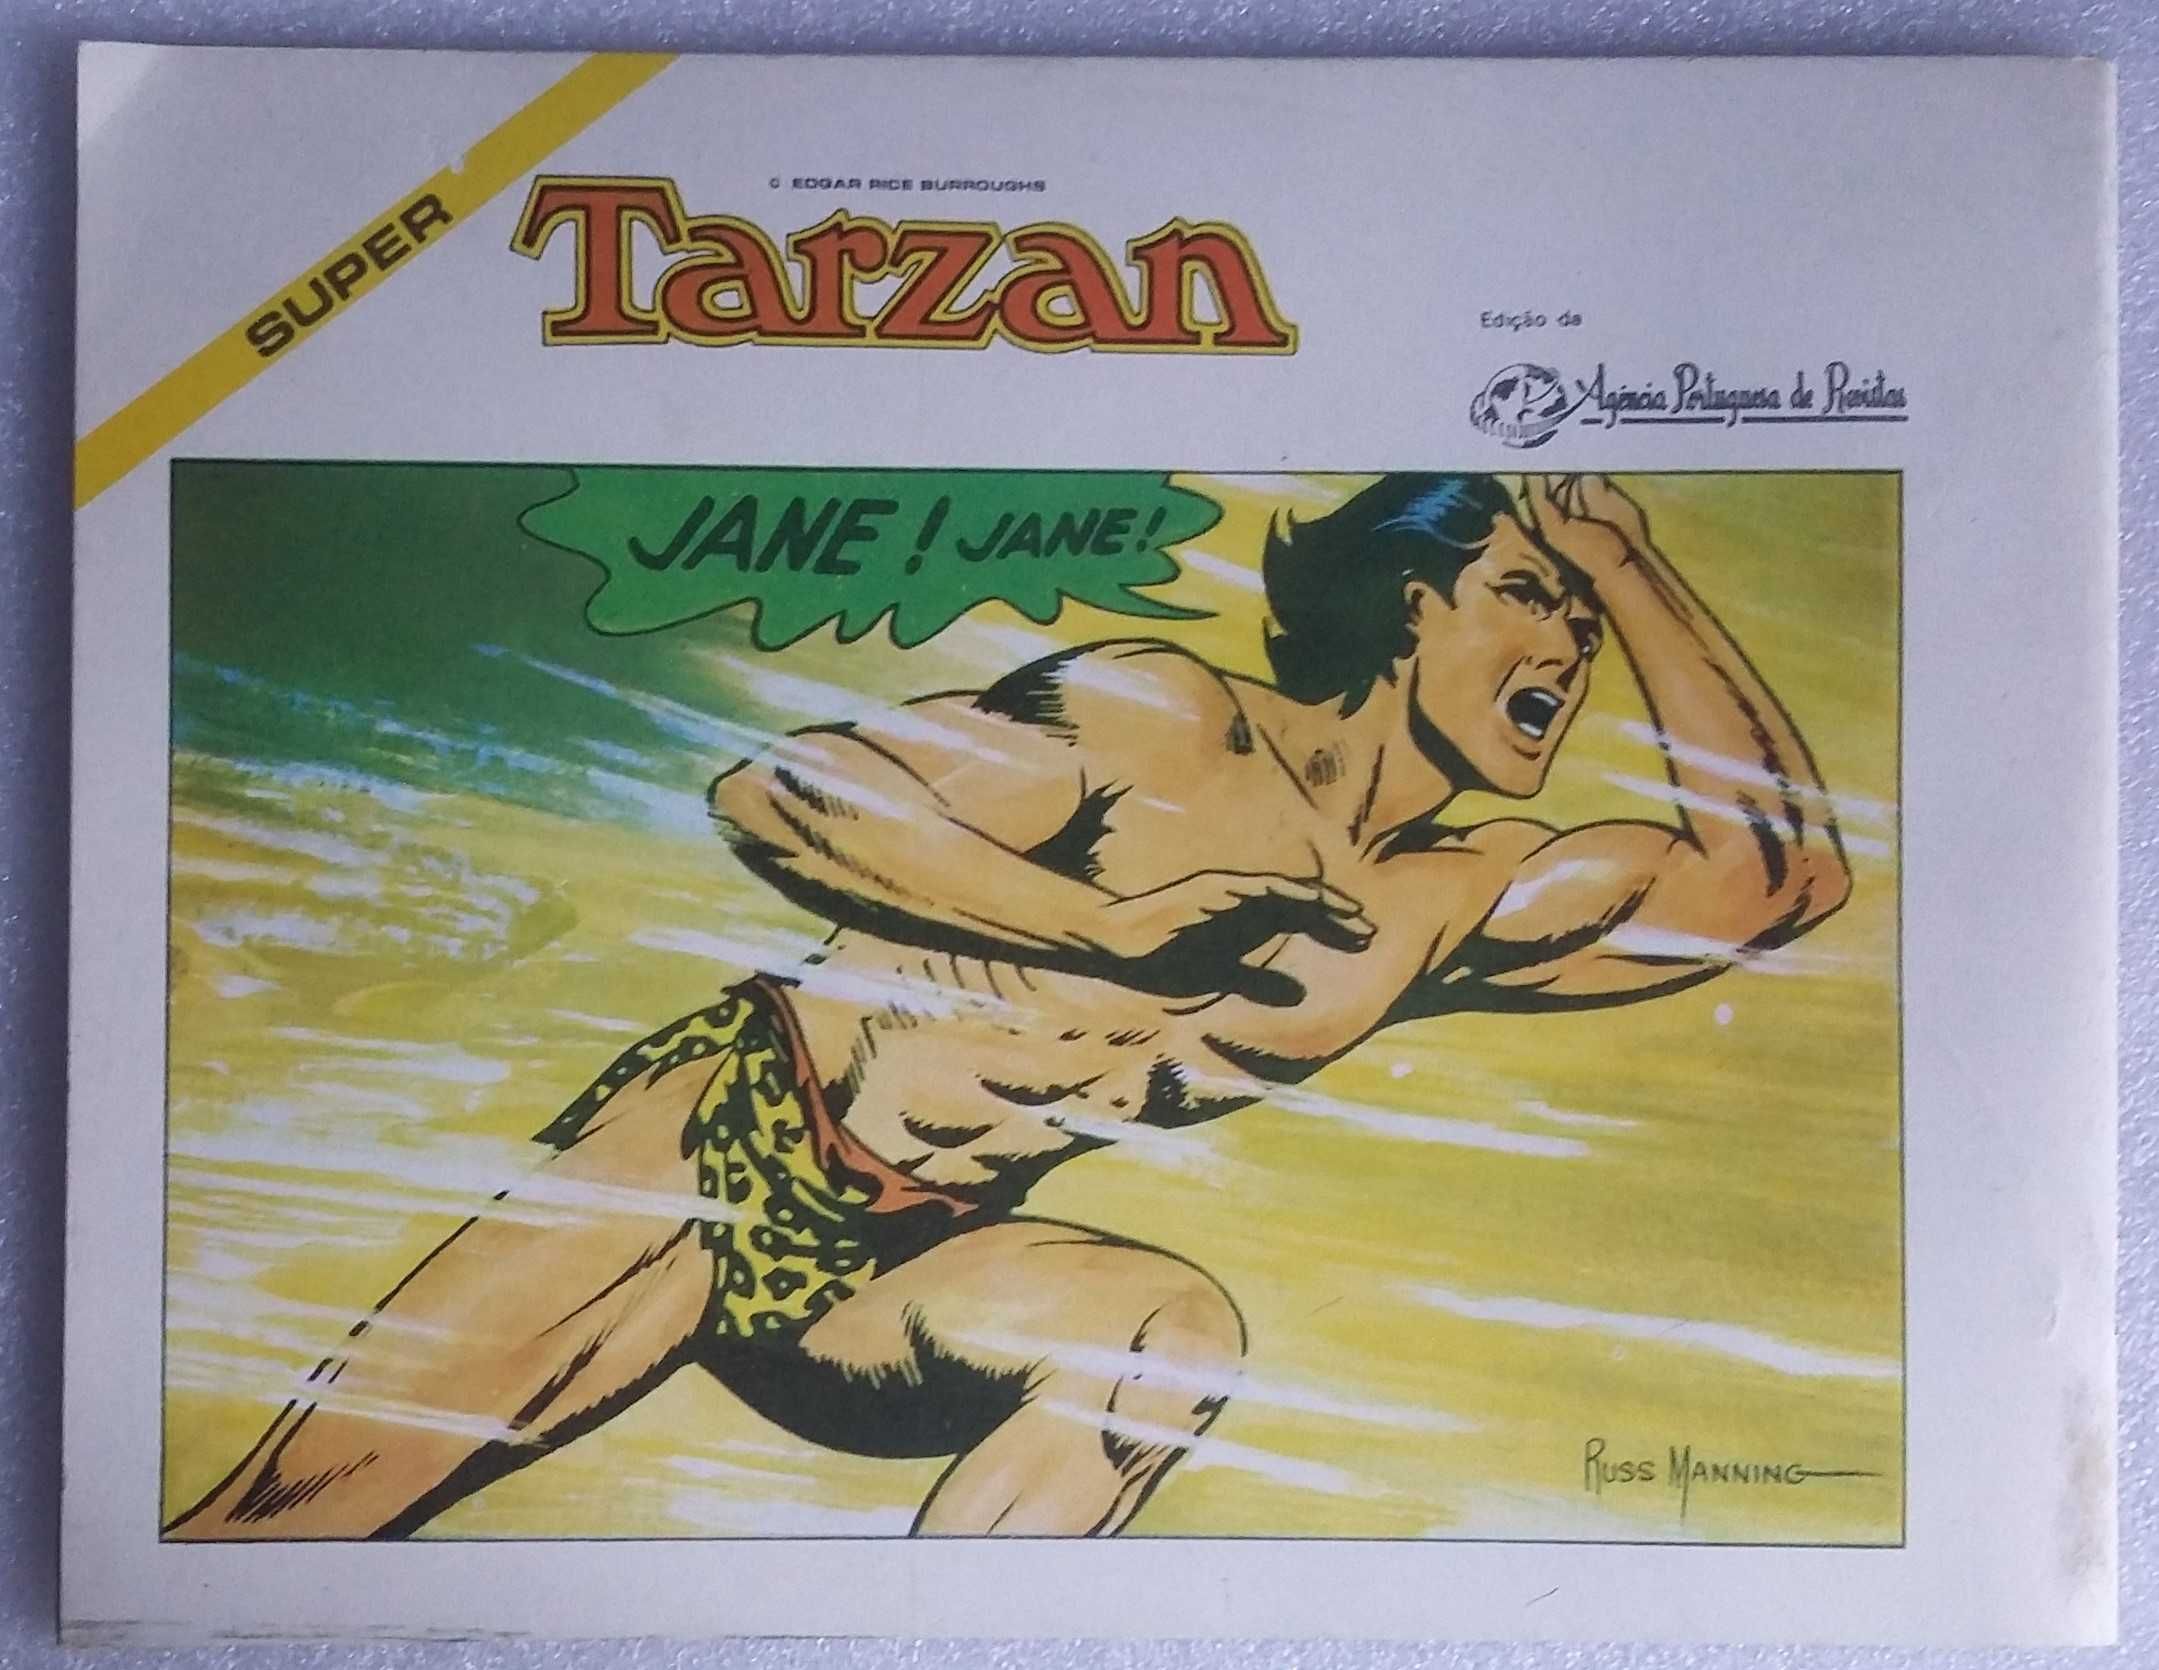 SUPER
© EDGAR RICE BURROUGHS
Tarzan
Edição da
Agência Portuguesa de Revistas
JANE! JANE!
RUSS MANNING